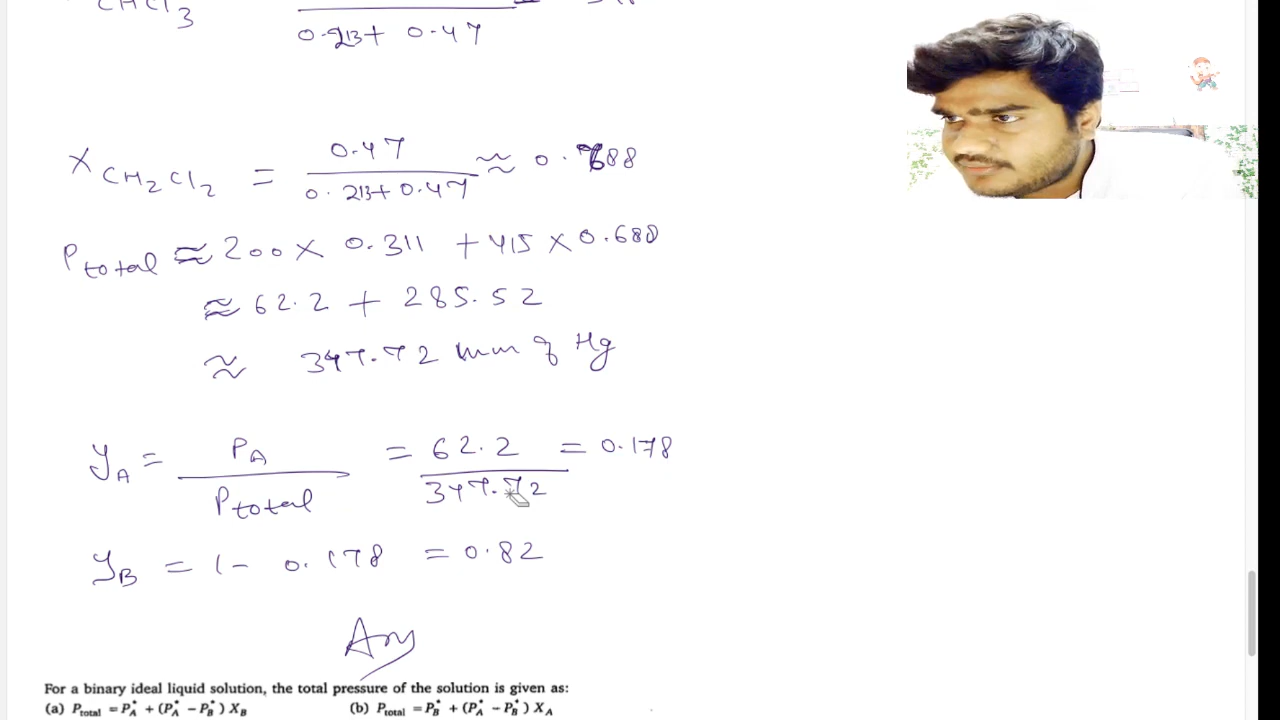 CHCl3
0.213 + 0.47
X CH2Cl2 = 0.47 / 0.213 + 0.47 ≈ 0.688
Ptotal ≈ 200 × 0.311 + 415 × 0.688
≈ 62.2 + 285.52
≈ 347.72 mm of Hg
yA = PA / Ptotal = 62.2 / 347.72 = 0.178
yB = 1 - 0.178 = 0.82
Ans
For a binary ideal liquid solution, the total pressure of the solution is given as:
(a) Ptotal = P*A + (P*A − P*B) XB (b) Ptotal = P*B + (P*A − P*B) XA